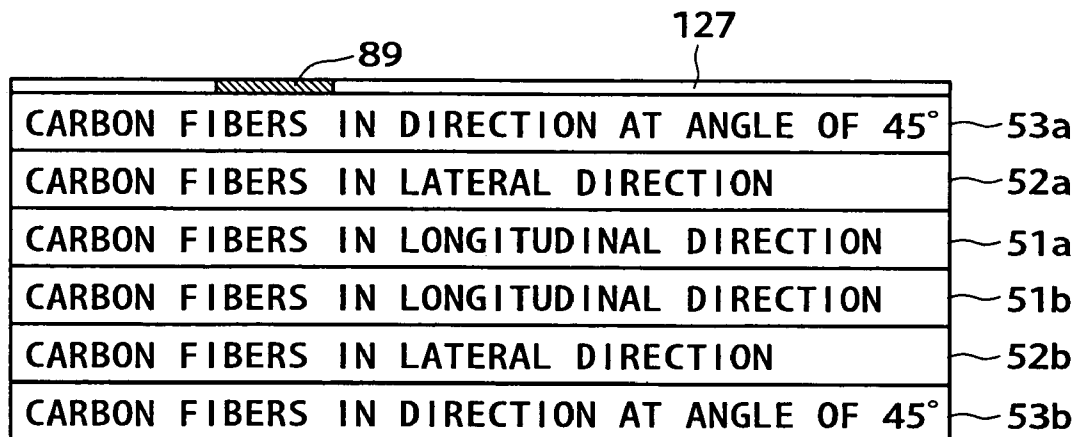 89
127
CARBON FIBERS IN DIRECTION AT ANGLE OF 45° 53a
CARBON FIBERS IN LATERAL DIRECTION 52a
CARBON FIBERS IN LONGITUDINAL DIRECTION 51a
CARBON FIBERS IN LONGITUDINAL DIRECTION 51b
CARBON FIBERS IN LATERAL DIRECTION 52b
CARBON FIBERS IN DIRECTION AT ANGLE OF 45° 53b